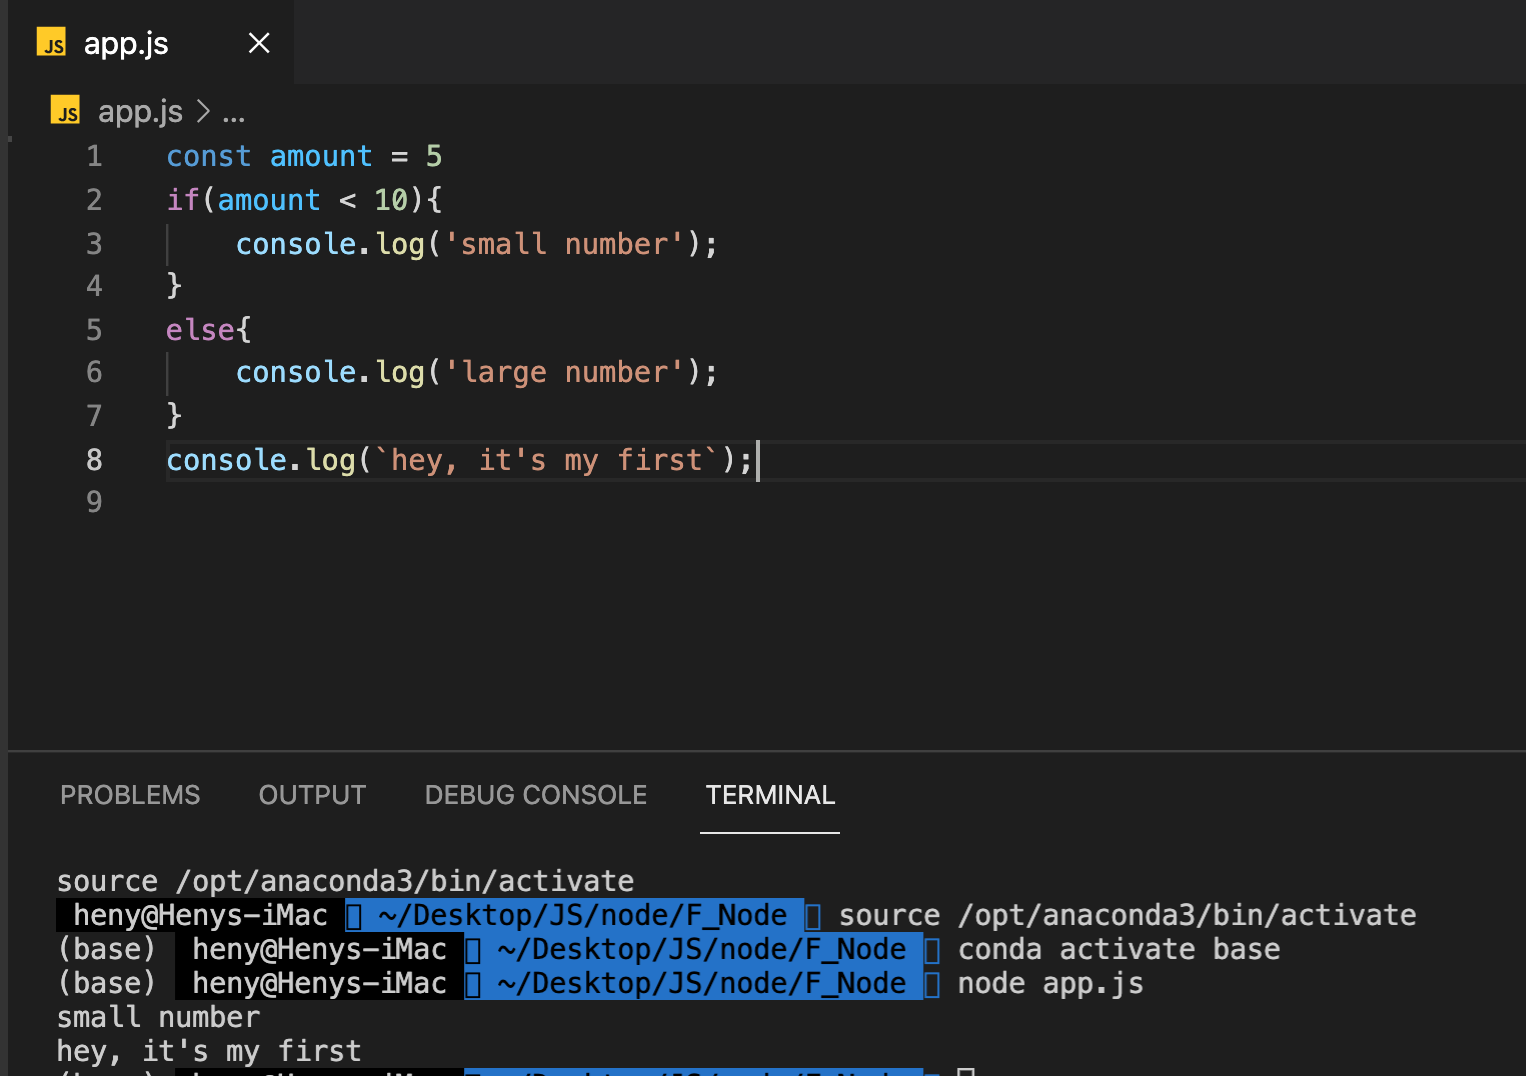 JS app.js
JS app.js > ...
1 const amount = 5
2 if(amount < 10){
3     console.log('small number');
4 }
5 else{
6     console.log('large number');
7 }
8 console.log(`hey, it's my first`);
9
PROBLEMS OUTPUT DEBUG CONSOLE TERMINAL
source /opt/anaconda3/bin/activate
heny@Henys-iMac ~/Desktop/JS/node/F_Node source /opt/anaconda3/bin/activate
(base) heny@Henys-iMac ~/Desktop/JS/node/F_Node conda activate base
(base) heny@Henys-iMac ~/Desktop/JS/node/F_Node node app.js
small number
hey, it's my first